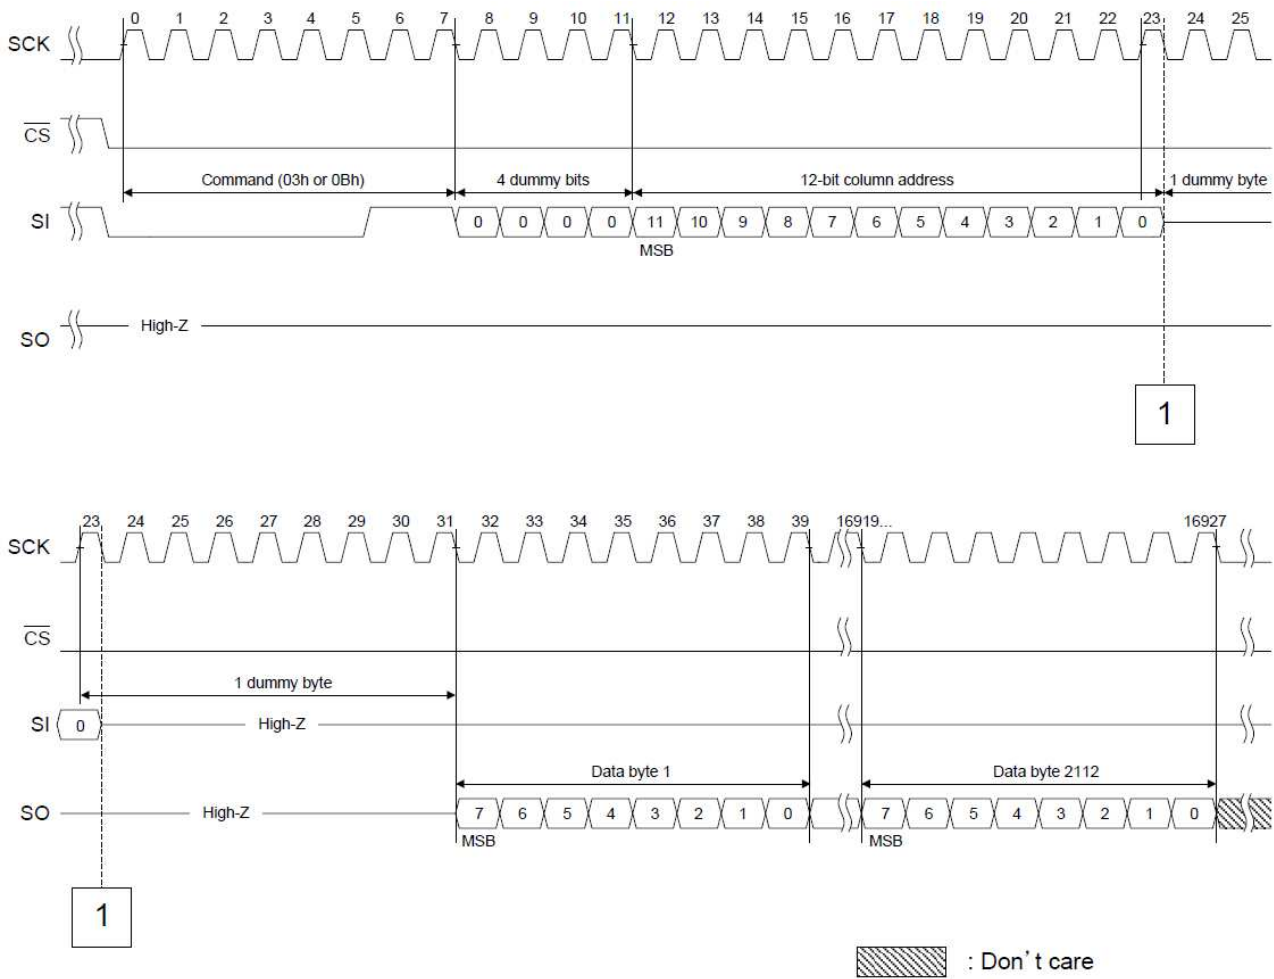 0 1 2 3 4 5 6 7 8 9 10 11 12 13 14 15 16 17 18 19 20 21 22 23 24 25
SCK
CS
Command (03h or 0Bh) 4 dummy bits 12-bit column address 1 dummy byte
SI 0 0 0 0 11 10 9 8 7 6 5 4 3 2 1 0
MSB
High-Z
SO
1
23 24 25 26 27 28 29 30 31 32 33 34 35 36 37 38 39 16919... 16927
SCK
CS
1 dummy byte
SI 0 High-Z
Data byte 1 Data byte 2112
SO High-Z 7 6 5 4 3 2 1 0 7 6 5 4 3 2 1 0
MSB MSB
1
: Don't care